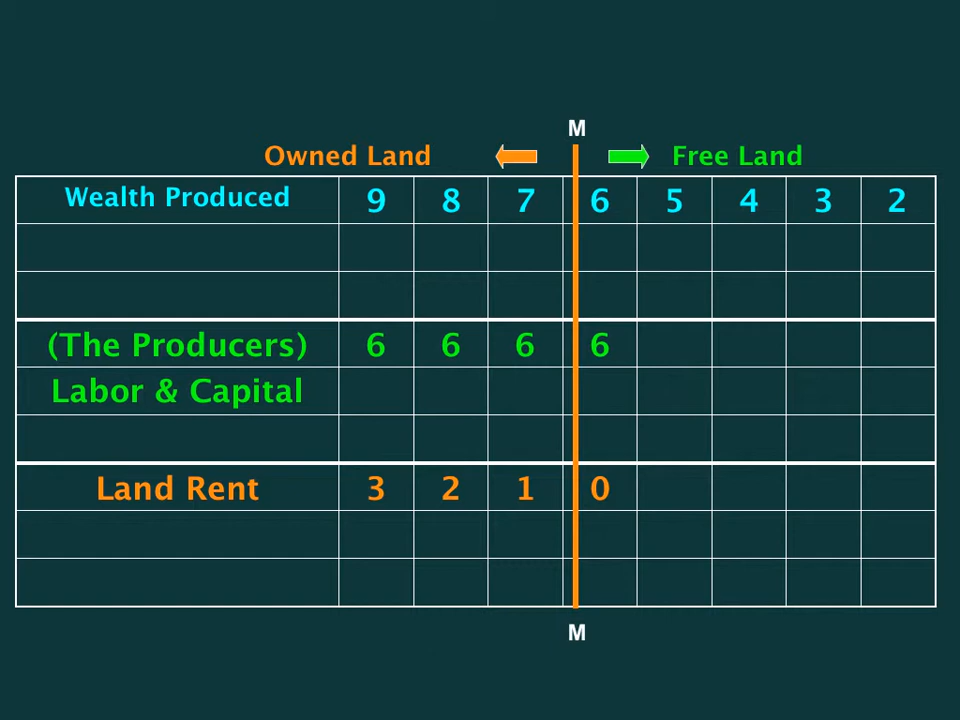 M
Owned Land Free Land
Wealth Produced 9 8 7 6 5 4 3 2
(The Producers) 6 6 6 6
Labor & Capital
Land Rent 3 2 1 0
M